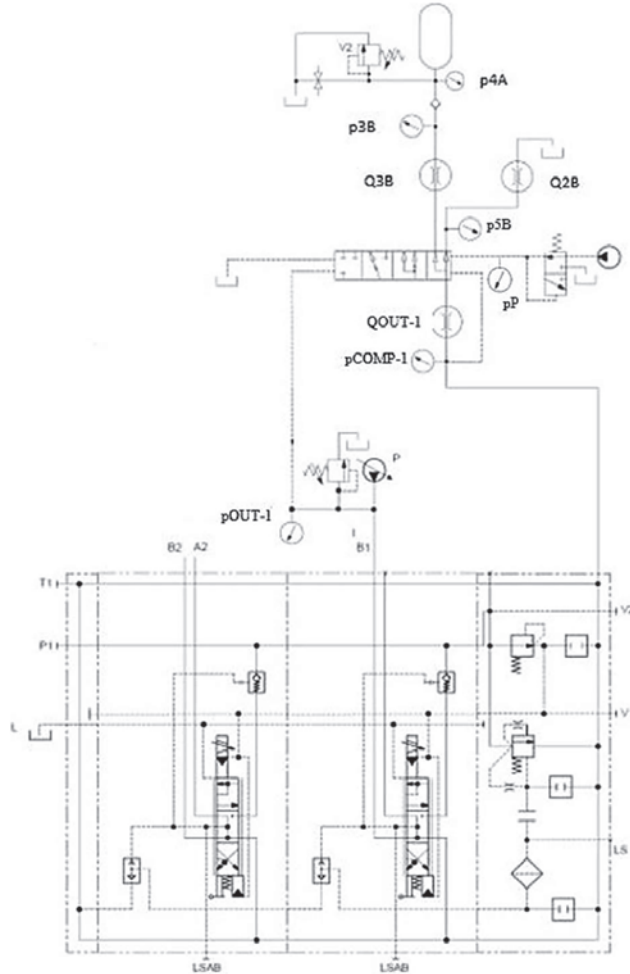 V2
p4A
p3B
Q3B
Q2B
p5B
pP
QOUT-1
pCOMP-1
P
pOUT-1
I
B2
A2
B1
T1
V2
P1
V
L
LS
LSAB
LSAB